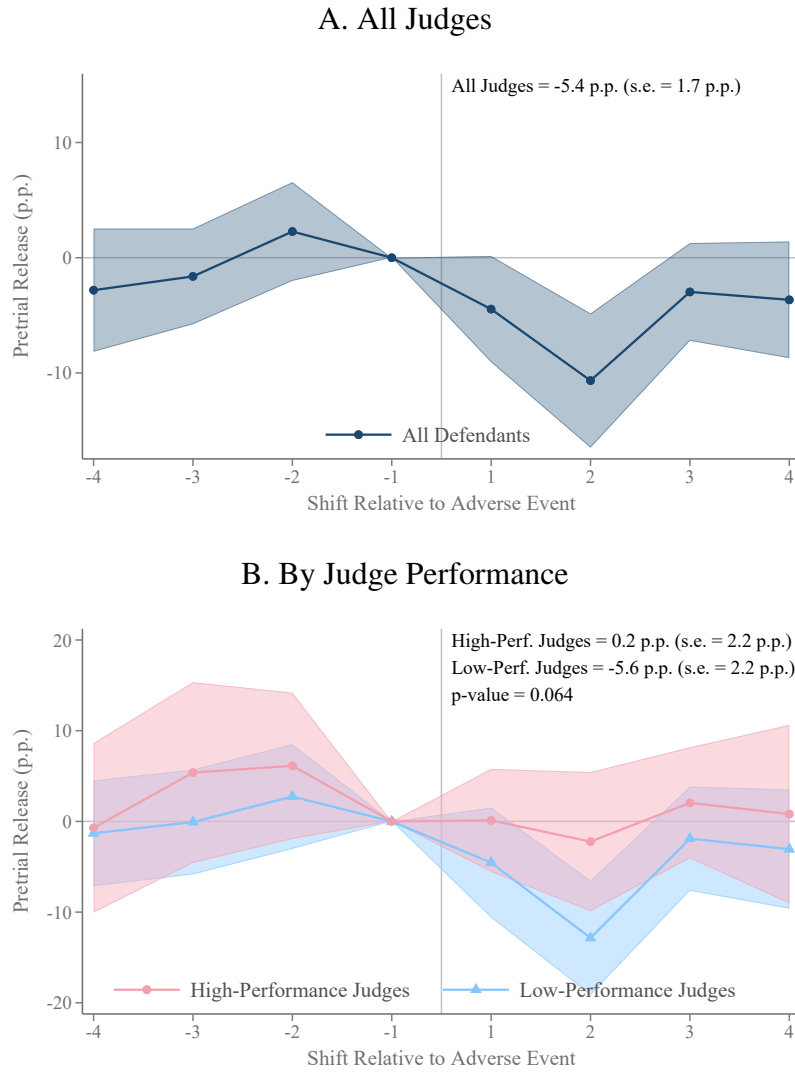 A. All Judges
All Judges = -5.4 p.p. (s.e. = 1.7 p.p.)
10
0
-10
Pretrial Release (p.p.)
All Defendants
-4 -3 -2 -1 1 2 3 4
Shift Relative to Adverse Event
B. By Judge Performance
High-Perf. Judges = 0.2 p.p. (s.e. = 2.2 p.p.)
Low-Perf. Judges = -5.6 p.p. (s.e. = 2.2 p.p.)
p-value = 0.064
20
10
0
-10
-20
Pretrial Release (p.p.)
High-Performance Judges Low-Performance Judges
-4 -3 -2 -1 1 2 3 4
Shift Relative to Adverse Event